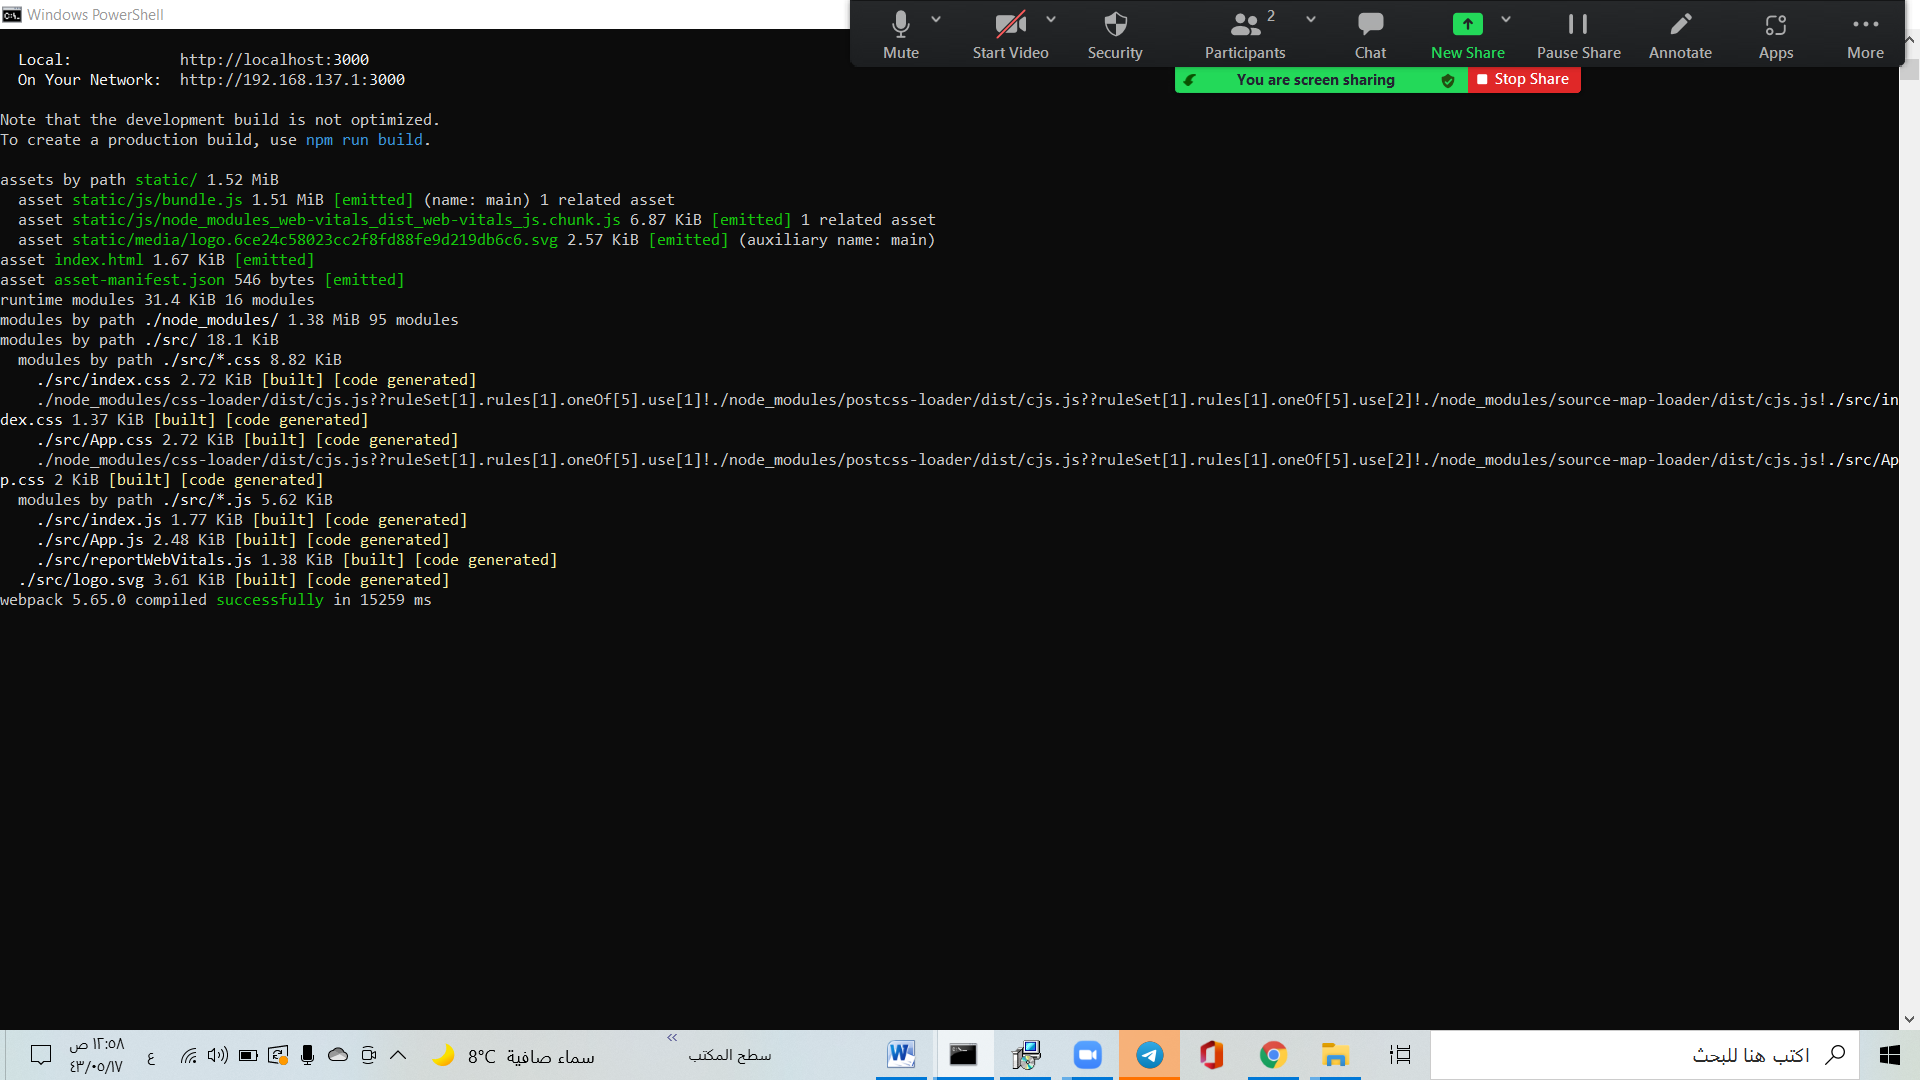 Windows PowerShell
Mute
Start Video
Security
Participants
2
Chat
New Share
Pause Share
Annotate
Apps
More
You are screen sharing
Stop Share
Local: http://localhost:3000
On Your Network: http://192.168.137.1:3000
Note that the development build is not optimized.
To create a production build, use npm run build.
assets by path static/ 1.52 MiB
asset static/js/bundle.js 1.51 MiB [emitted] (name: main) 1 related asset
asset static/js/node_modules_web-vitals_dist_web-vitals_js.chunk.js 6.87 KiB [emitted] 1 related asset
asset static/media/logo.6ce24c58023cc2f8fd88fe9d219db6c6.svg 2.57 KiB [emitted] (auxiliary name: main)
asset index.html 1.67 KiB [emitted]
asset asset-manifest.json 546 bytes [emitted]
runtime modules 31.4 KiB 16 modules
modules by path ./node_modules/ 1.38 MiB 95 modules
modules by path ./src/ 18.1 KiB
modules by path ./src/*.css 8.82 KiB
./src/index.css 2.72 KiB [built] [code generated]
./node_modules/css-loader/dist/cjs.js??ruleSet[1].rules[1].oneOf[5].use[1]!./node_modules/postcss-loader/dist/cjs.js??ruleSet[1].rules[1].oneOf[5].use[2]!./node_modules/source-map-loader/dist/cjs.js!./src/in
dex.css 1.37 KiB [built] [code generated]
./src/App.css 2.72 KiB [built] [code generated]
./node_modules/css-loader/dist/cjs.js??ruleSet[1].rules[1].oneOf[5].use[1]!./node_modules/postcss-loader/dist/cjs.js??ruleSet[1].rules[1].oneOf[5].use[2]!./node_modules/source-map-loader/dist/cjs.js!./src/Ap
p.css 2 KiB [built] [code generated]
modules by path ./src/*.js 5.62 KiB
./src/index.js 1.77 KiB [built] [code generated]
./src/App.js 2.48 KiB [built] [code generated]
./src/reportWebVitals.js 1.38 KiB [built] [code generated]
./src/logo.svg 3.61 KiB [built] [code generated]
webpack 5.65.0 compiled successfully in 15259 ms
١٢:٥٨ ص
٤٣/٠٥/١٧
ع
8°C سماء صافية
سطح المكتب
اكتب هنا للبحث